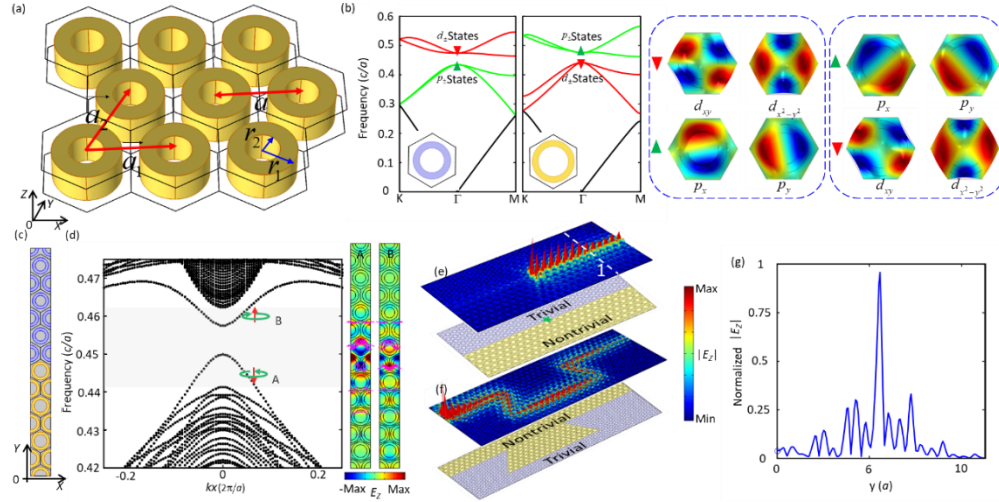 (a)
a
a₂
a₁
r₂
r₁
Z
Y
0
X
(b)
Frequency (c/a)
0.6
0.5
0.4
0.3
0.2
0.1
0
d±States
p±States
K
Γ
M
p±States
d±States
K
Γ
M
dxy
dx²−y²
px
py
px
py
dxy
dx²−y²
(c)
Y
0
X
(d)
Frequency (c/a)
0.47
0.46
0.45
0.44
0.43
0.42
B
A
-0.2
0
0.2
kx(2π/a)
A
B
-Max
EZ
Max
(e)
1
Trivial
Nontrivial
(f)
Nontrivial
Trivial
Max
|EZ|
Min
(g)
Normalized |EZ|
1
0.75
0.5
0.25
0
0
6
11
y (a)